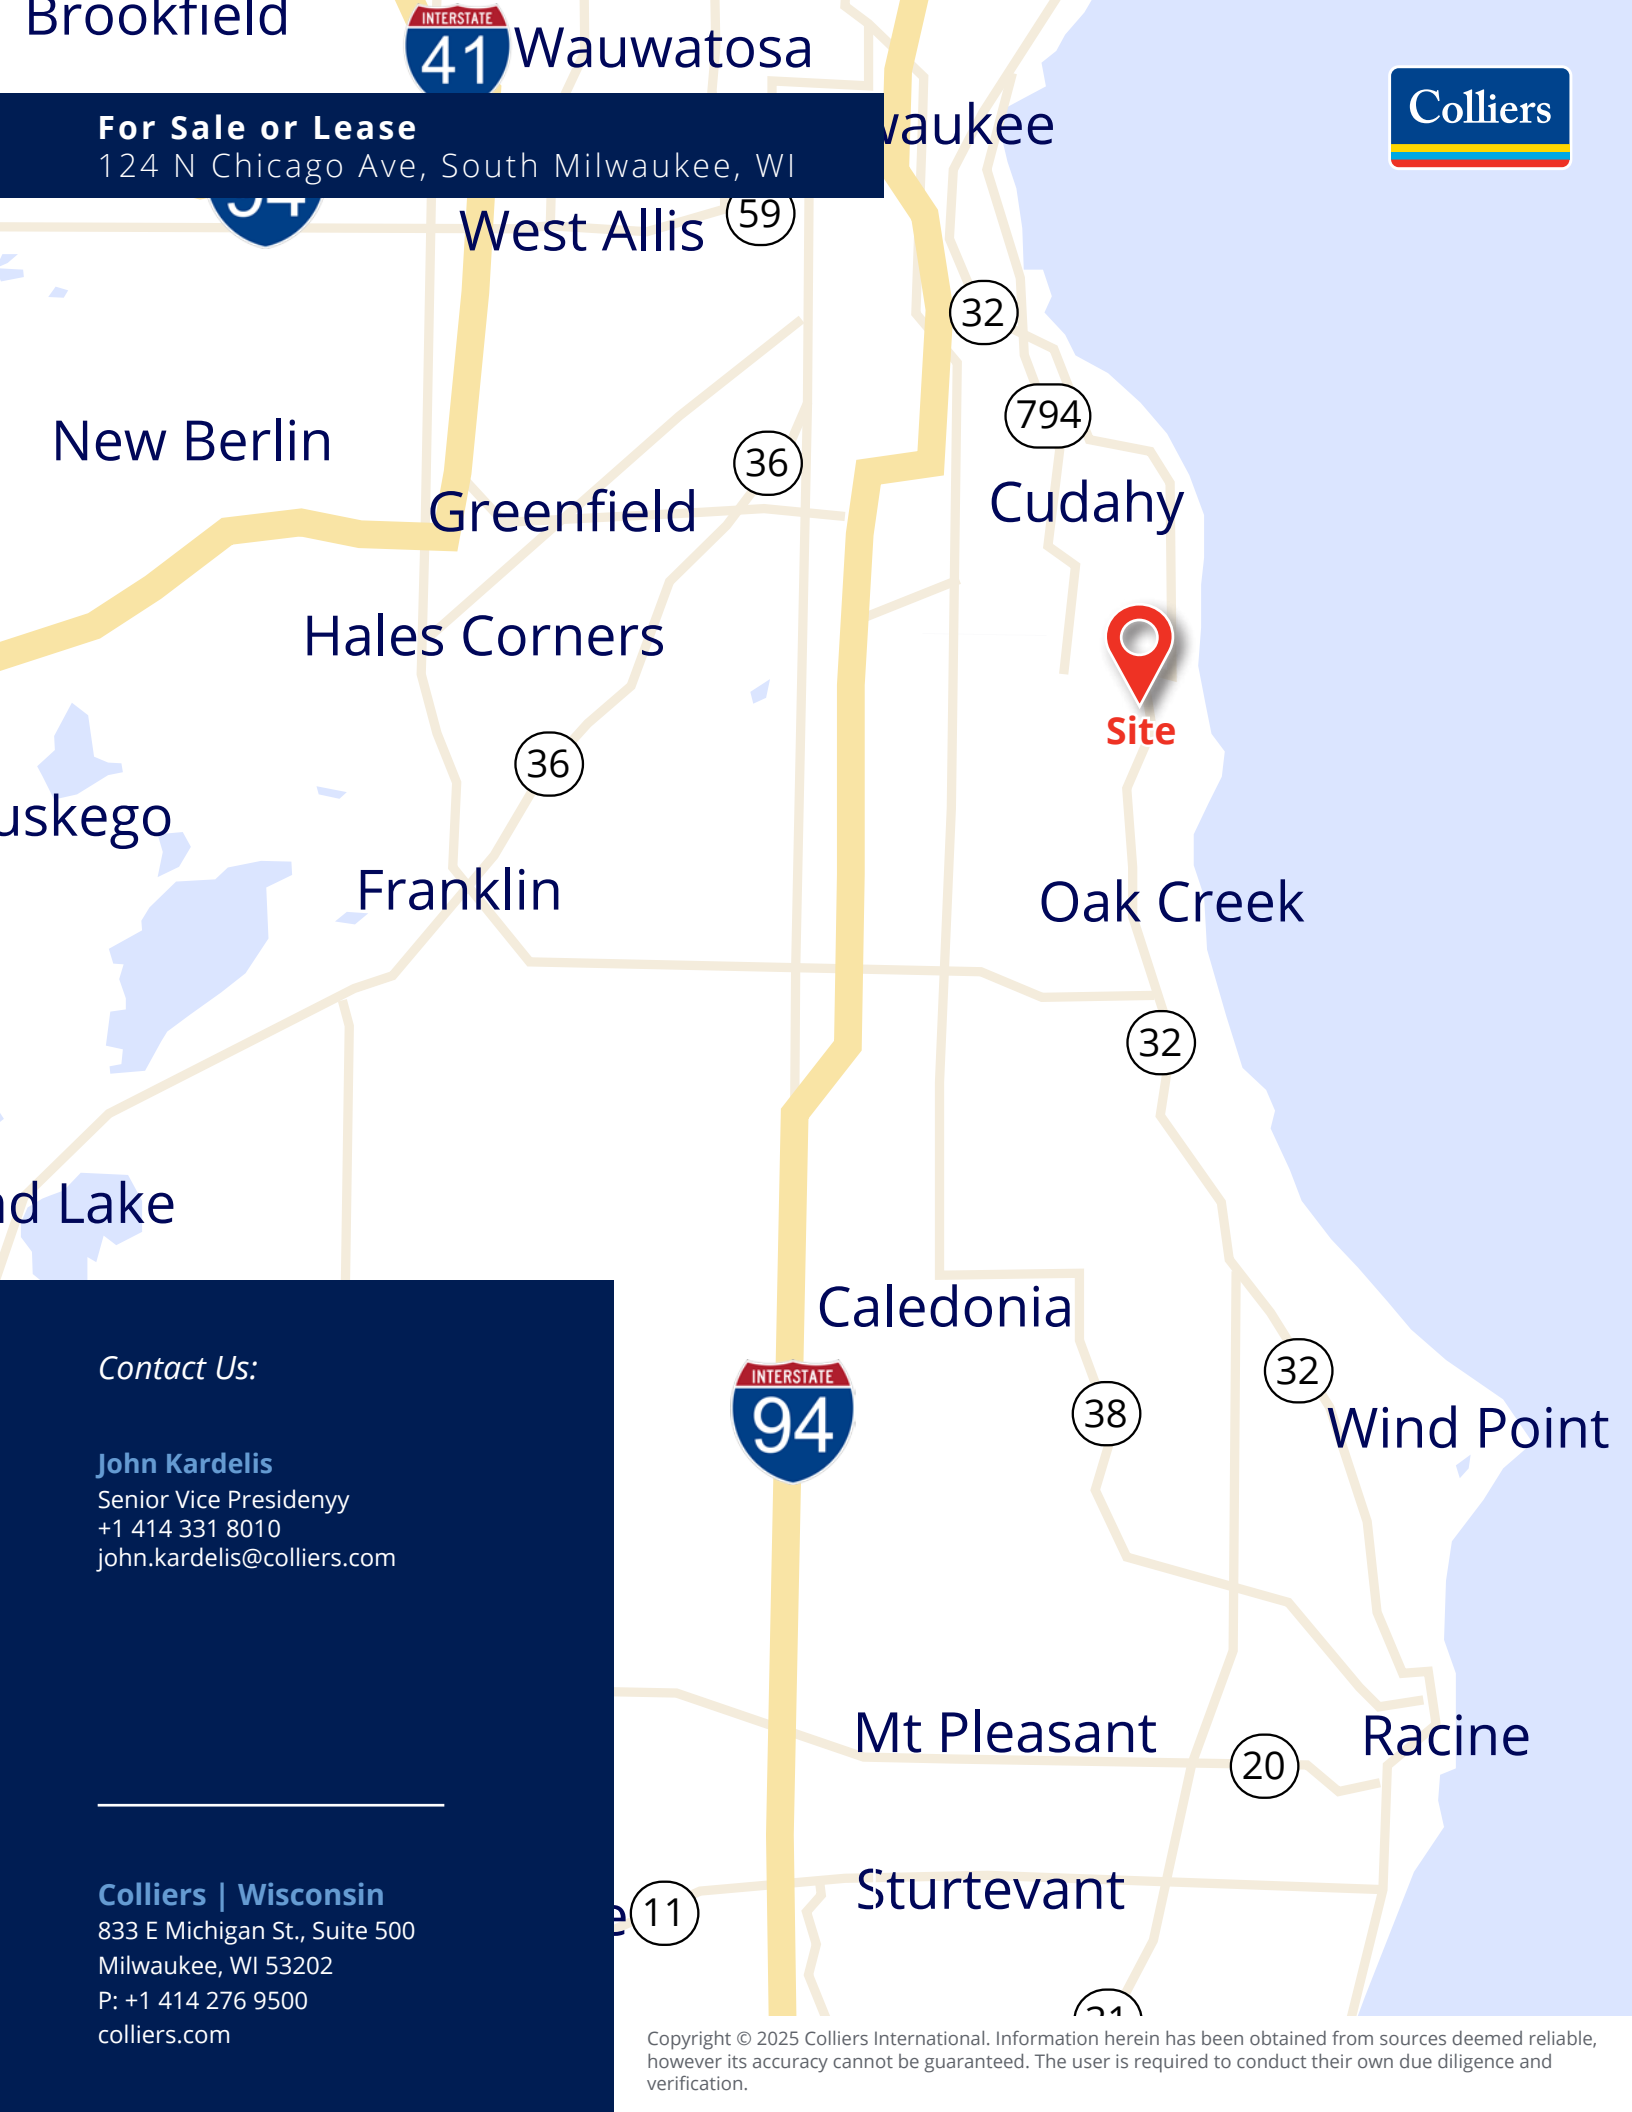 Brookfield
INTERSTATE
41
Wauwatosa
For Sale or Lease
124 N Chicago Ave, South Milwaukee, WI
waukee
Colliers
94
West Allis
59
32
794
New Berlin
36
Greenfield
Cudahy
Hales Corners
Site
36
uskego
Franklin
Oak Creek
32
nd Lake
Caledonia
INTERSTATE
94
38
32
Wind Point
Contact Us:
John Kardelis
Senior Vice Presidenyy
+1 414 331 8010
john.kardelis@colliers.com
Mt Pleasant
20
Racine
Sturtevant
e
11
31
Colliers | Wisconsin
833 E Michigan St., Suite 500
Milwaukee, WI 53202
P: +1 414 276 9500
colliers.com
Copyright © 2025 Colliers International. Information herein has been obtained from sources deemed reliable,
however its accuracy cannot be guaranteed. The user is required to conduct their own due diligence and
verification.